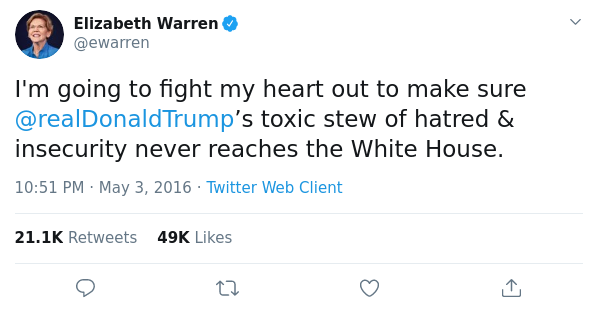 Elizabeth Warren
@ewarren
I'm going to fight my heart out to make sure
@realDonaldTrump’s toxic stew of hatred &
insecurity never reaches the White House.
10:51 PM · May 3, 2016 · Twitter Web Client
21.1K Retweets 49K Likes